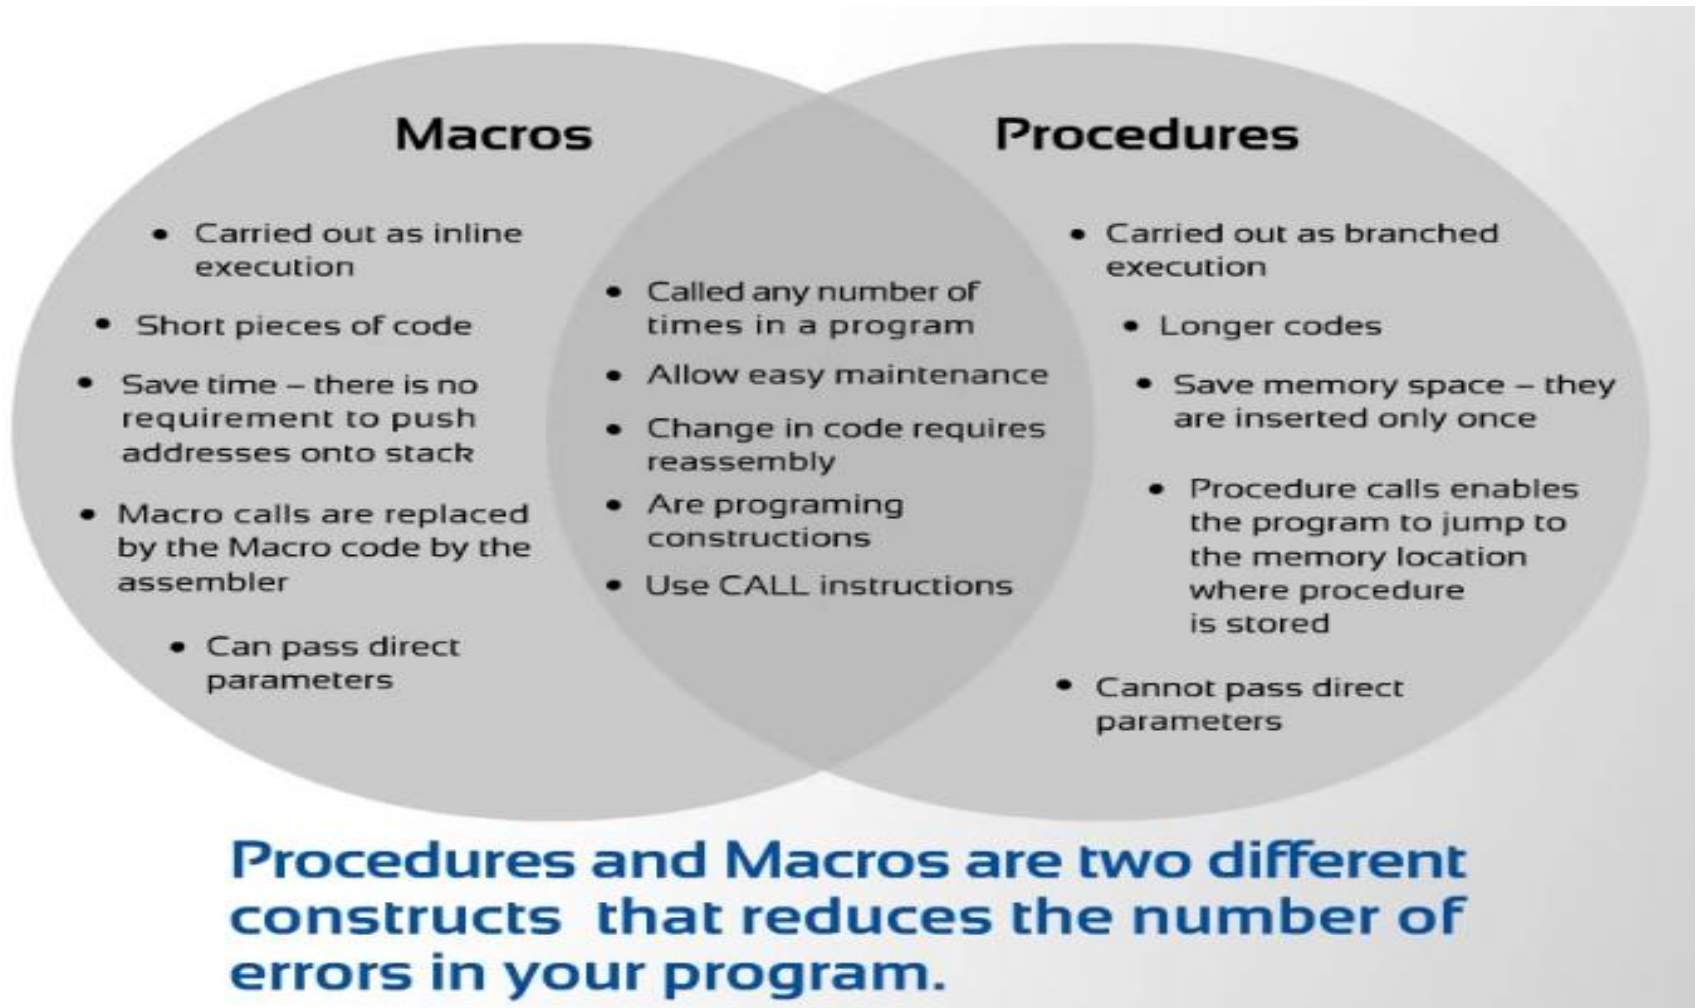 Macros
• Carried out as inline
execution
• Short pieces of code
• Save time – there is no
requirement to push
addresses onto stack
• Macro calls are replaced
by the Macro code by the
assembler
• Can pass direct
parameters
• Called any number of
times in a program
• Allow easy maintenance
• Change in code requires
reassembly
• Are programing
constructions
• Use CALL instructions
Procedures
• Carried out as branched
execution
• Longer codes
• Save memory space – they
are inserted only once
• Procedure calls enables
the program to jump to
the memory location
where procedure
is stored
• Cannot pass direct
parameters
Procedures and Macros are two different
constructs that reduces the number of
errors in your program.